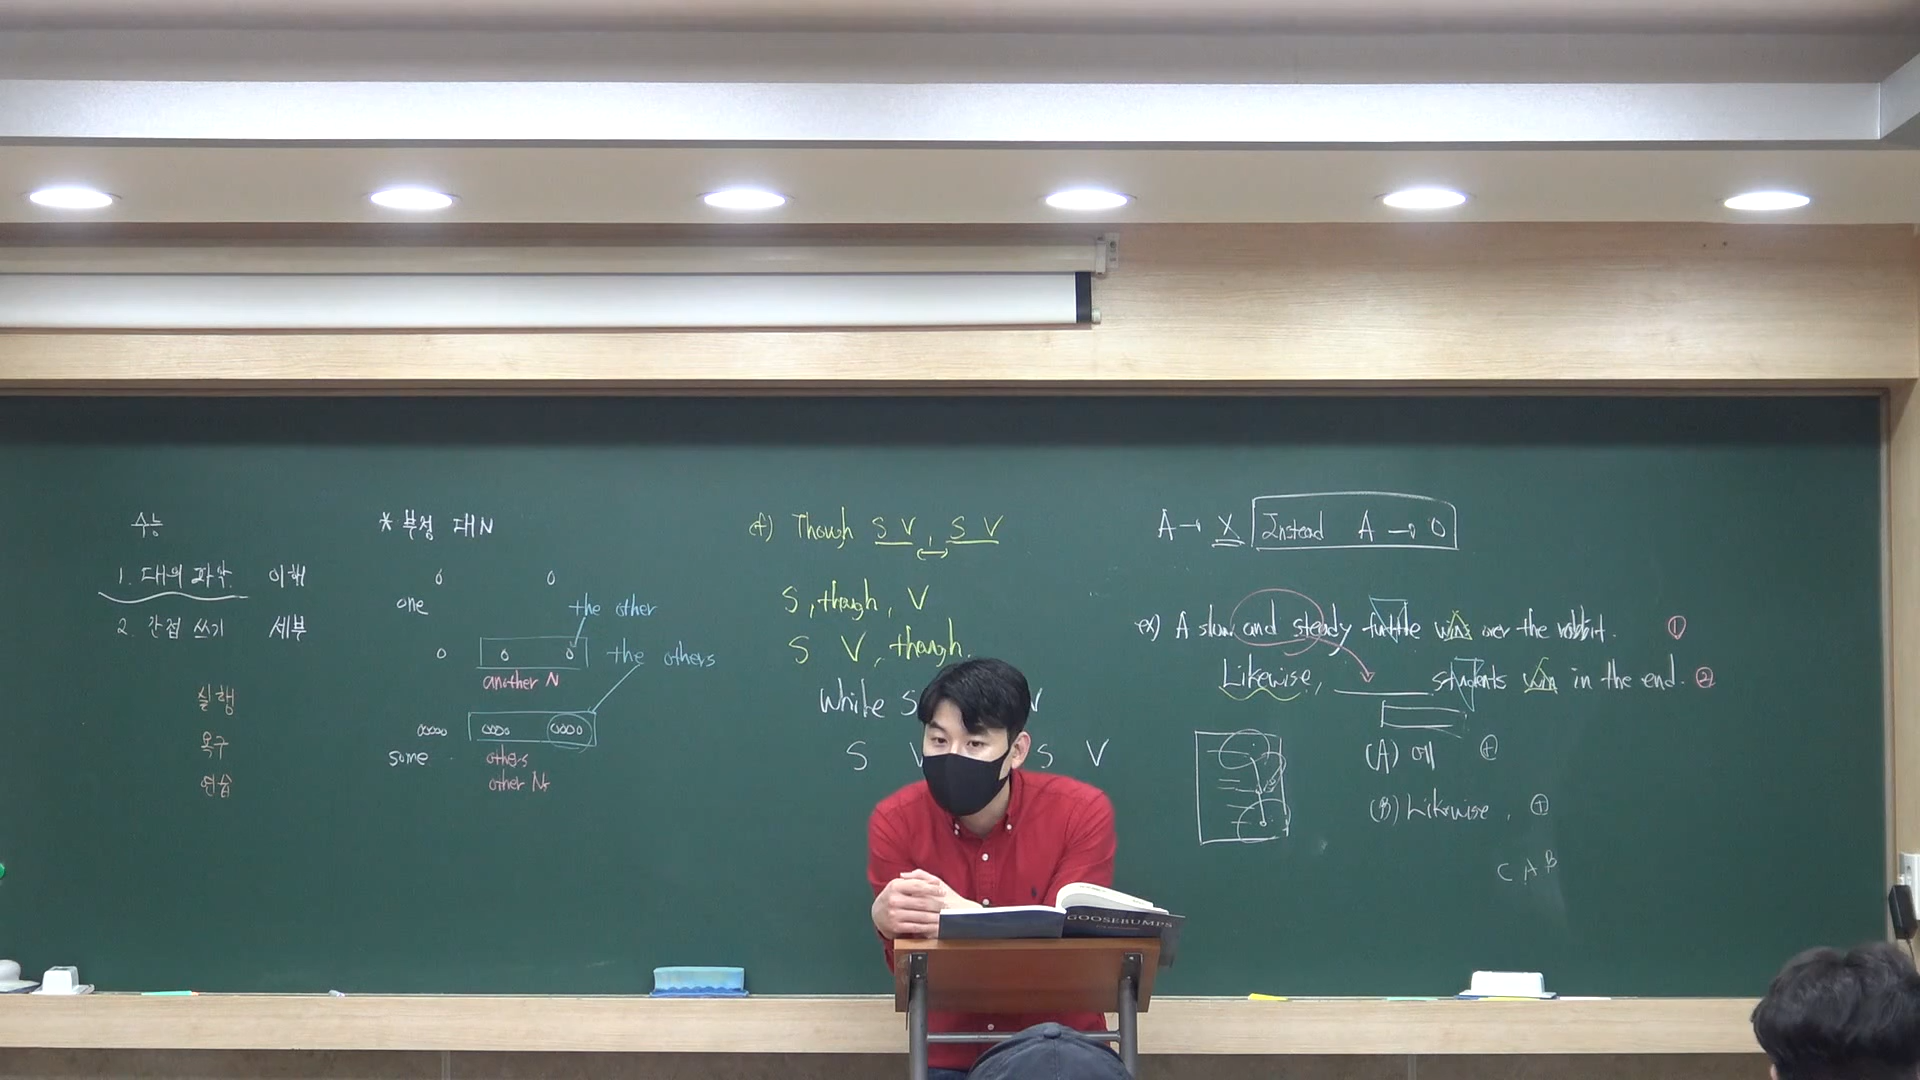 수능
1. 대의 파악 이해
2. 간접 쓰기 세부
실행
욕구
연습
* 부정 대N
one
the other
the others
another N
some
others
other Ns
cf) Though S V, S V
S, though, V
S V, though.
While S V
S V S V
A → X Instead A → O
ex) A slow and steady turtle wins over the rabbit. ①
Likewise, students win in the end. ②
(A) all +
(B) Likewise, +
C A B
GOOSEBUMPS